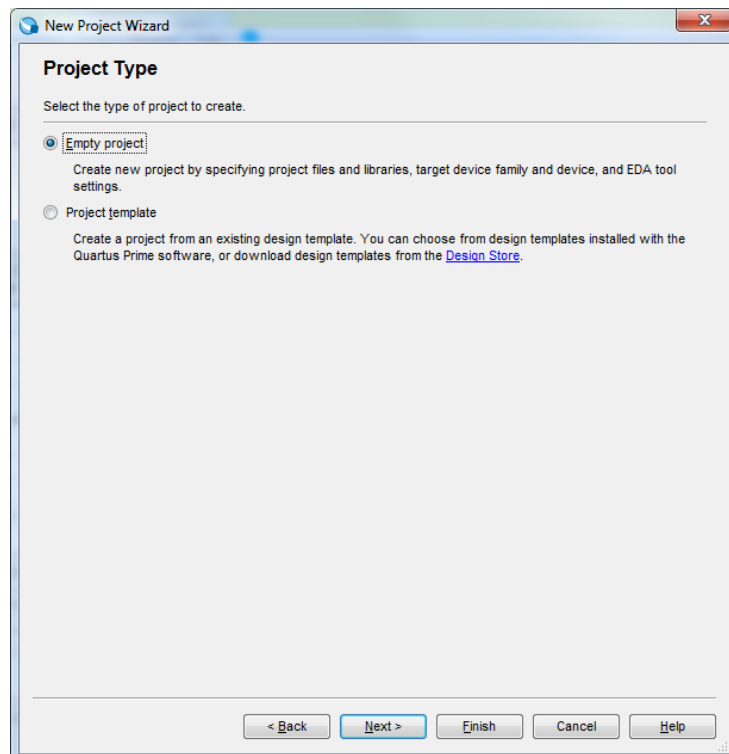 New Project Wizard
Project Type
Select the type of project to create.
Empty project
Create new project by specifying project files and libraries, target device family and device, and EDA tool
settings.
Project template
Create a project from an existing design template. You can choose from design templates installed with the
Quartus Prime software, or download design templates from the Design Store.
< Back Next > Finish Cancel Help